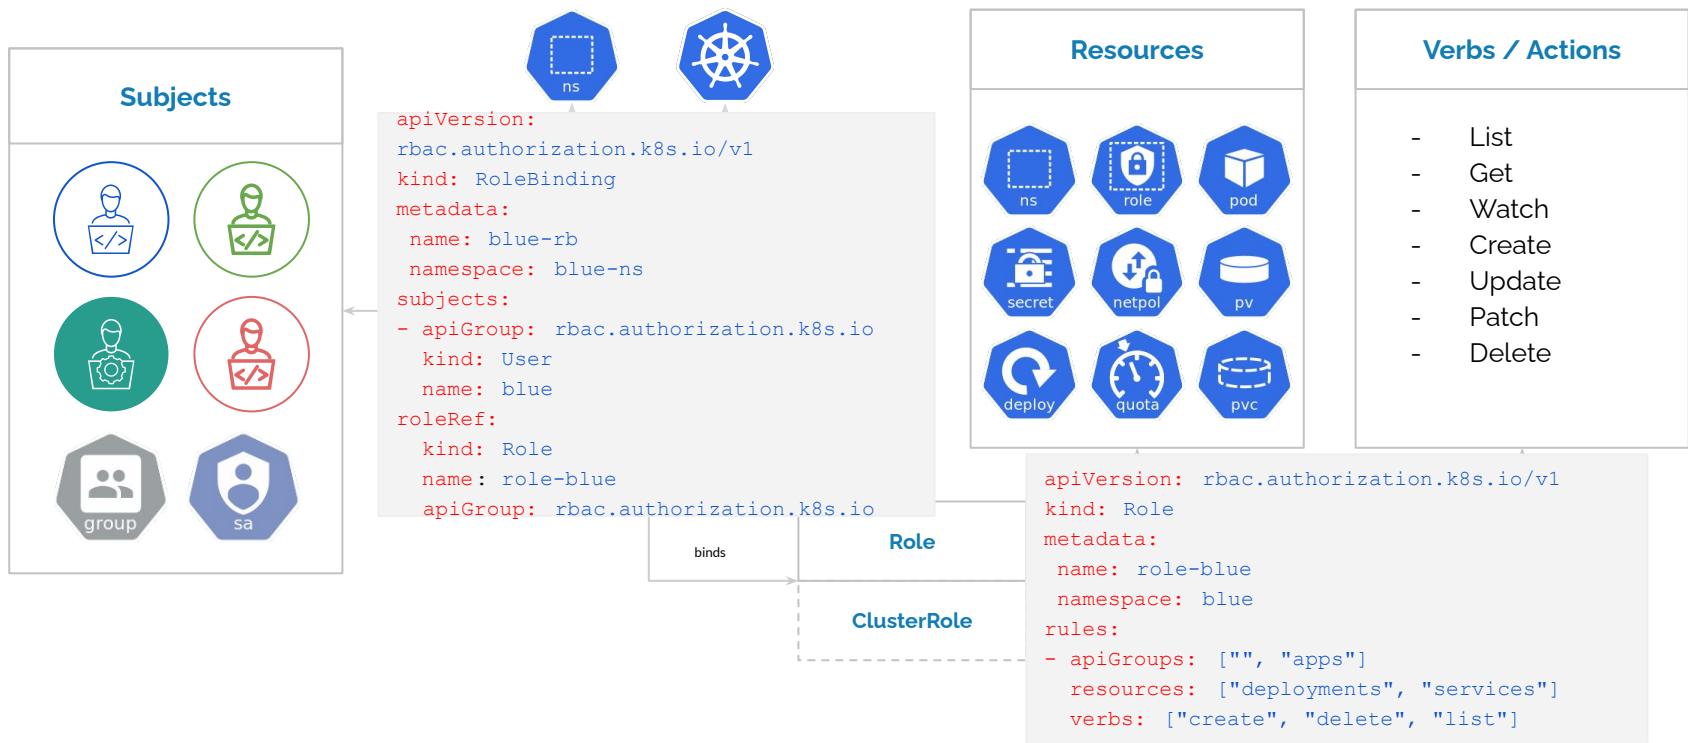 Subjects
group
sa
ns
apiVersion:
rbac.authorization.k8s.io/v1
kind: RoleBinding
metadata:
 name: blue-rb
 namespace: blue-ns
subjects:
- apiGroup: rbac.authorization.k8s.io
  kind: User
  name: blue
roleRef:
  kind: Role
  name: role-blue
  apiGroup: rbac.authorization.k8s.io
binds
Role
ClusterRole
Resources
ns role pod
secret netpol pv
deploy quota pvc
Verbs / Actions
- List
- Get
- Watch
- Create
- Update
- Patch
- Delete
apiVersion: rbac.authorization.k8s.io/v1
kind: Role
metadata:
 name: role-blue
 namespace: blue
rules:
- apiGroups: ["", "apps"]
  resources: ["deployments", "services"]
  verbs: ["create", "delete", "list"]